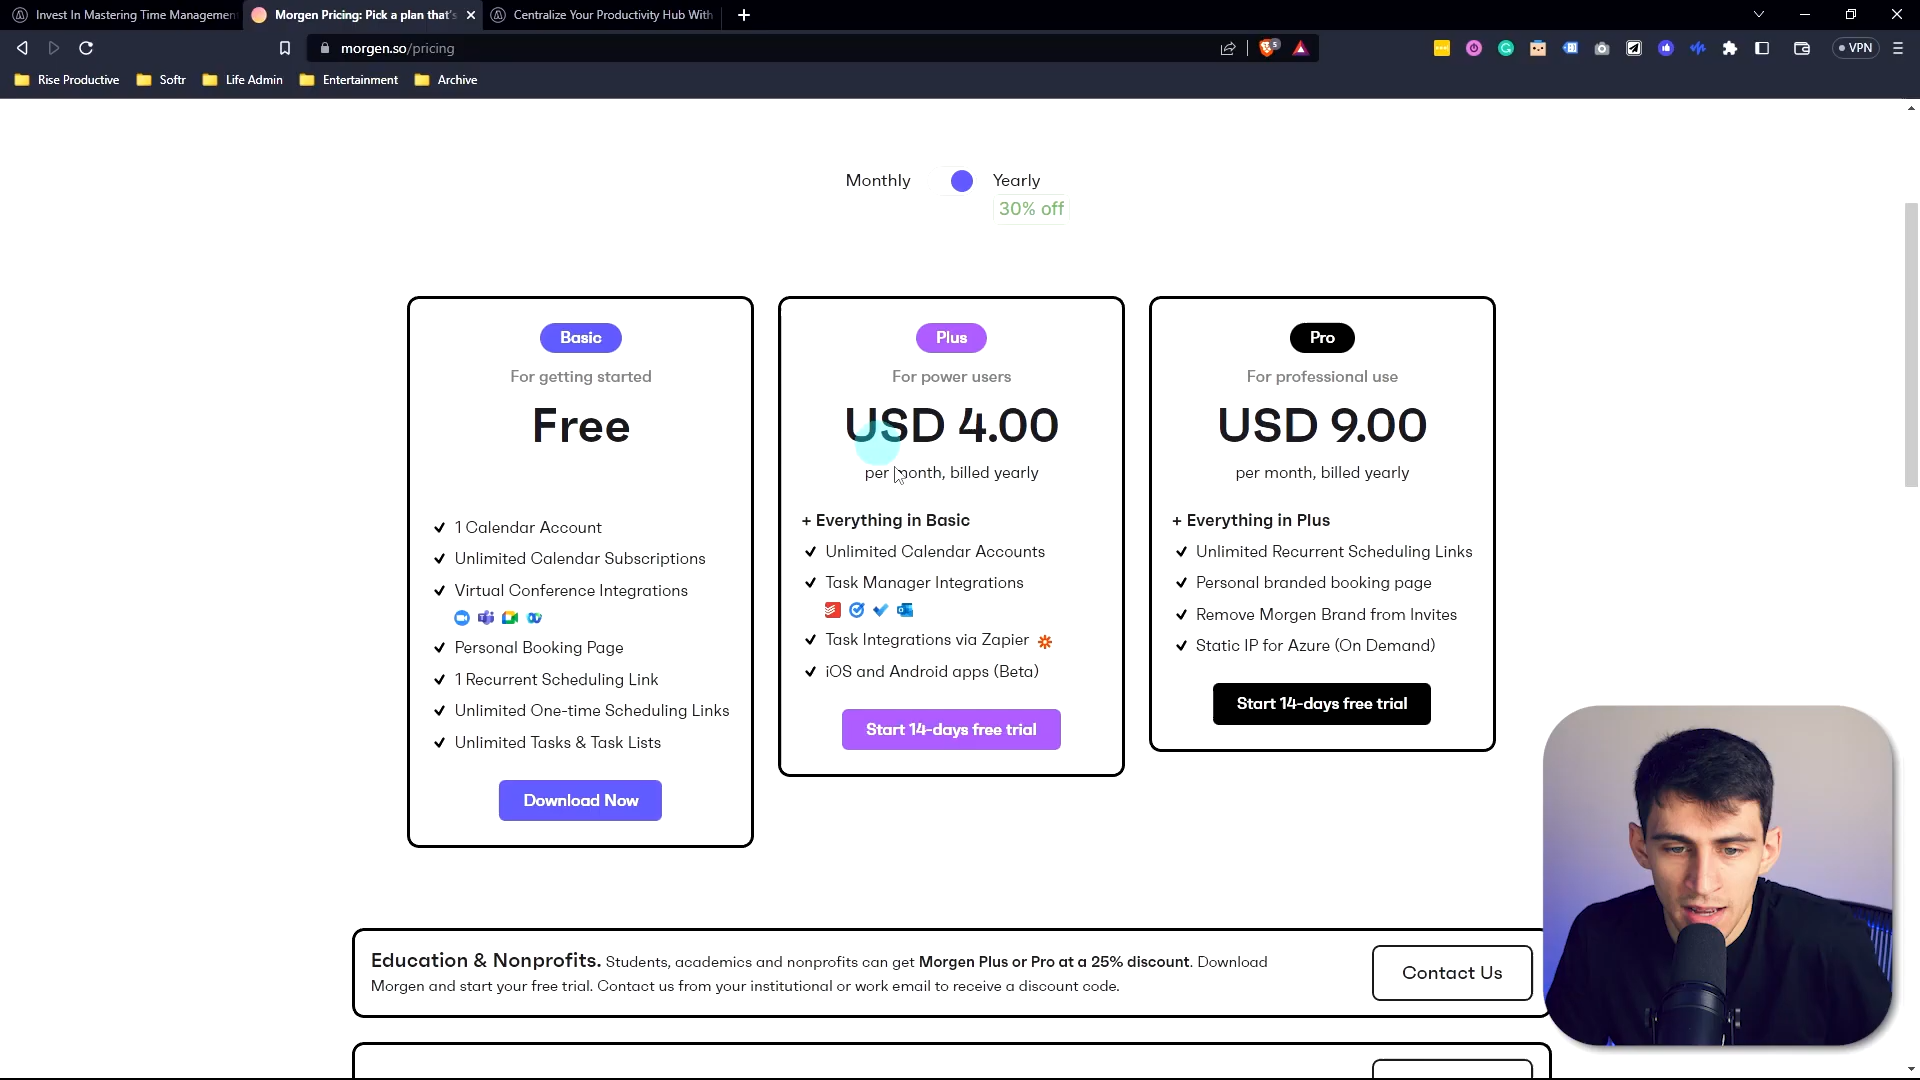 Invest In Mastering Time Management
Morgen Pricing: Pick a plan that's
Centralize Your Productivity Hub With
morgen.so/pricing
VPN
Rise Productive
Softr
Life Admin
Entertainment
Archive
Monthly
Yearly
30% off
Basic
For getting started
Free
1 Calendar Account
Unlimited Calendar Subscriptions
Virtual Conference Integrations
Personal Booking Page
1 Recurrent Scheduling Link
Unlimited One-time Scheduling Links
Unlimited Tasks & Task Lists
Download Now
Plus
For power users
USD 4.00
per month, billed yearly
+ Everything in Basic
Unlimited Calendar Accounts
Task Manager Integrations
Task Integrations via Zapier
iOS and Android apps (Beta)
Start 14-days free trial
Pro
For professional use
USD 9.00
per month, billed yearly
+ Everything in Plus
Unlimited Recurrent Scheduling Links
Personal branded booking page
Remove Morgen Brand from Invites
Static IP for Azure (On Demand)
Start 14-days free trial
Education & Nonprofits. Students, academics and nonprofits can get Morgen Plus or Pro at a 25% discount. Download
Morgen and start your free trial. Contact us from your institutional or work email to receive a discount code.
Contact Us